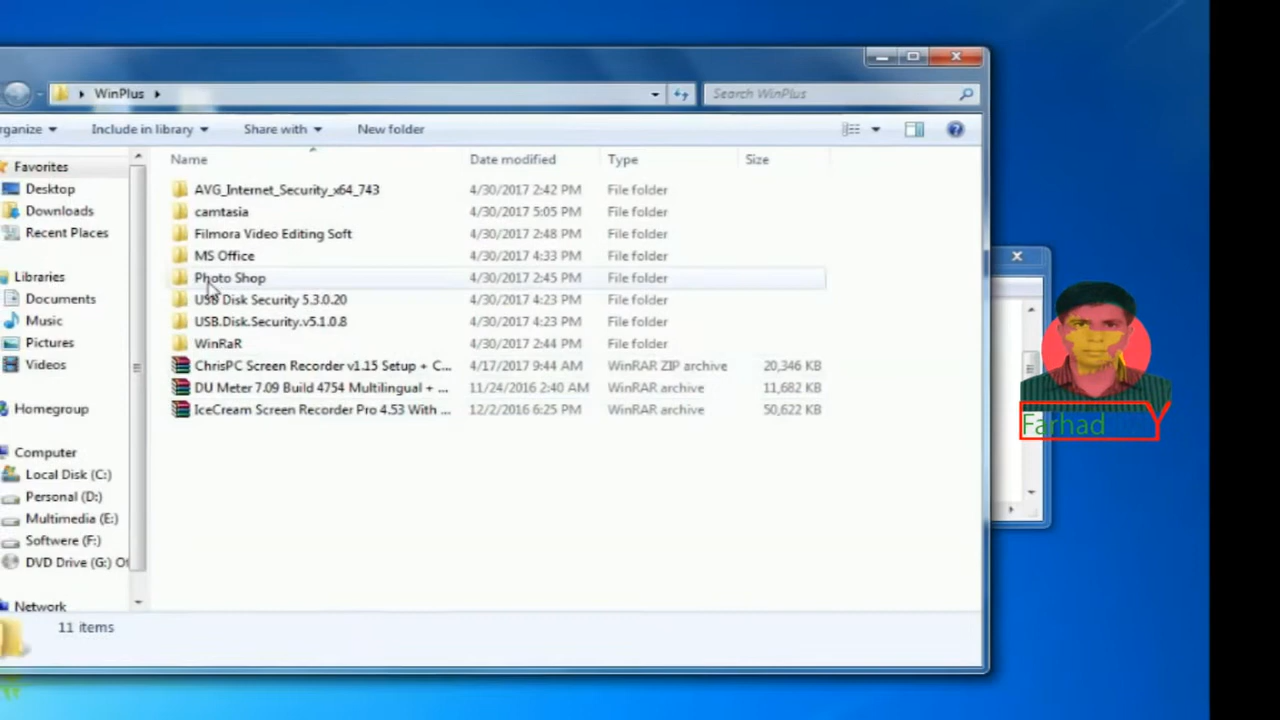 WinPlus
Search WinPlus
rganize
Include in library
Share with
New folder
Name
Date modified
Type
Size
AVG_Internet_Security_x64_743 4/30/2017 2:42 PM File folder
camtasia 4/30/2017 5:05 PM File folder
Filmora Video Editing Soft 4/30/2017 2:48 PM File folder
MS Office 4/30/2017 4:33 PM File folder
Photo Shop 4/30/2017 2:45 PM File folder
USB Disk Security 5.3.0.20 4/30/2017 4:23 PM File folder
USB.Disk.Security.v5.1.0.8 4/30/2017 4:23 PM File folder
WinRaR 4/30/2017 2:44 PM File folder
ChrisPC Screen Recorder v1.15 Setup + C... 4/17/2017 9:44 AM WinRAR ZIP archive 20,346 KB
DU Meter 7.09 Build 4754 Multilingual + ... 11/24/2016 2:40 AM WinRAR archive 11,682 KB
IceCream Screen Recorder Pro 4.53 With ... 12/2/2016 6:25 PM WinRAR archive 50,622 KB
Favorites
Desktop
Downloads
Recent Places
Libraries
Documents
Music
Pictures
Videos
Homegroup
Computer
Local Disk (C:)
Personal (D:)
Multimedia (E:)
Softwere (F:)
DVD Drive (G:) Of
Network
11 items
Farhad